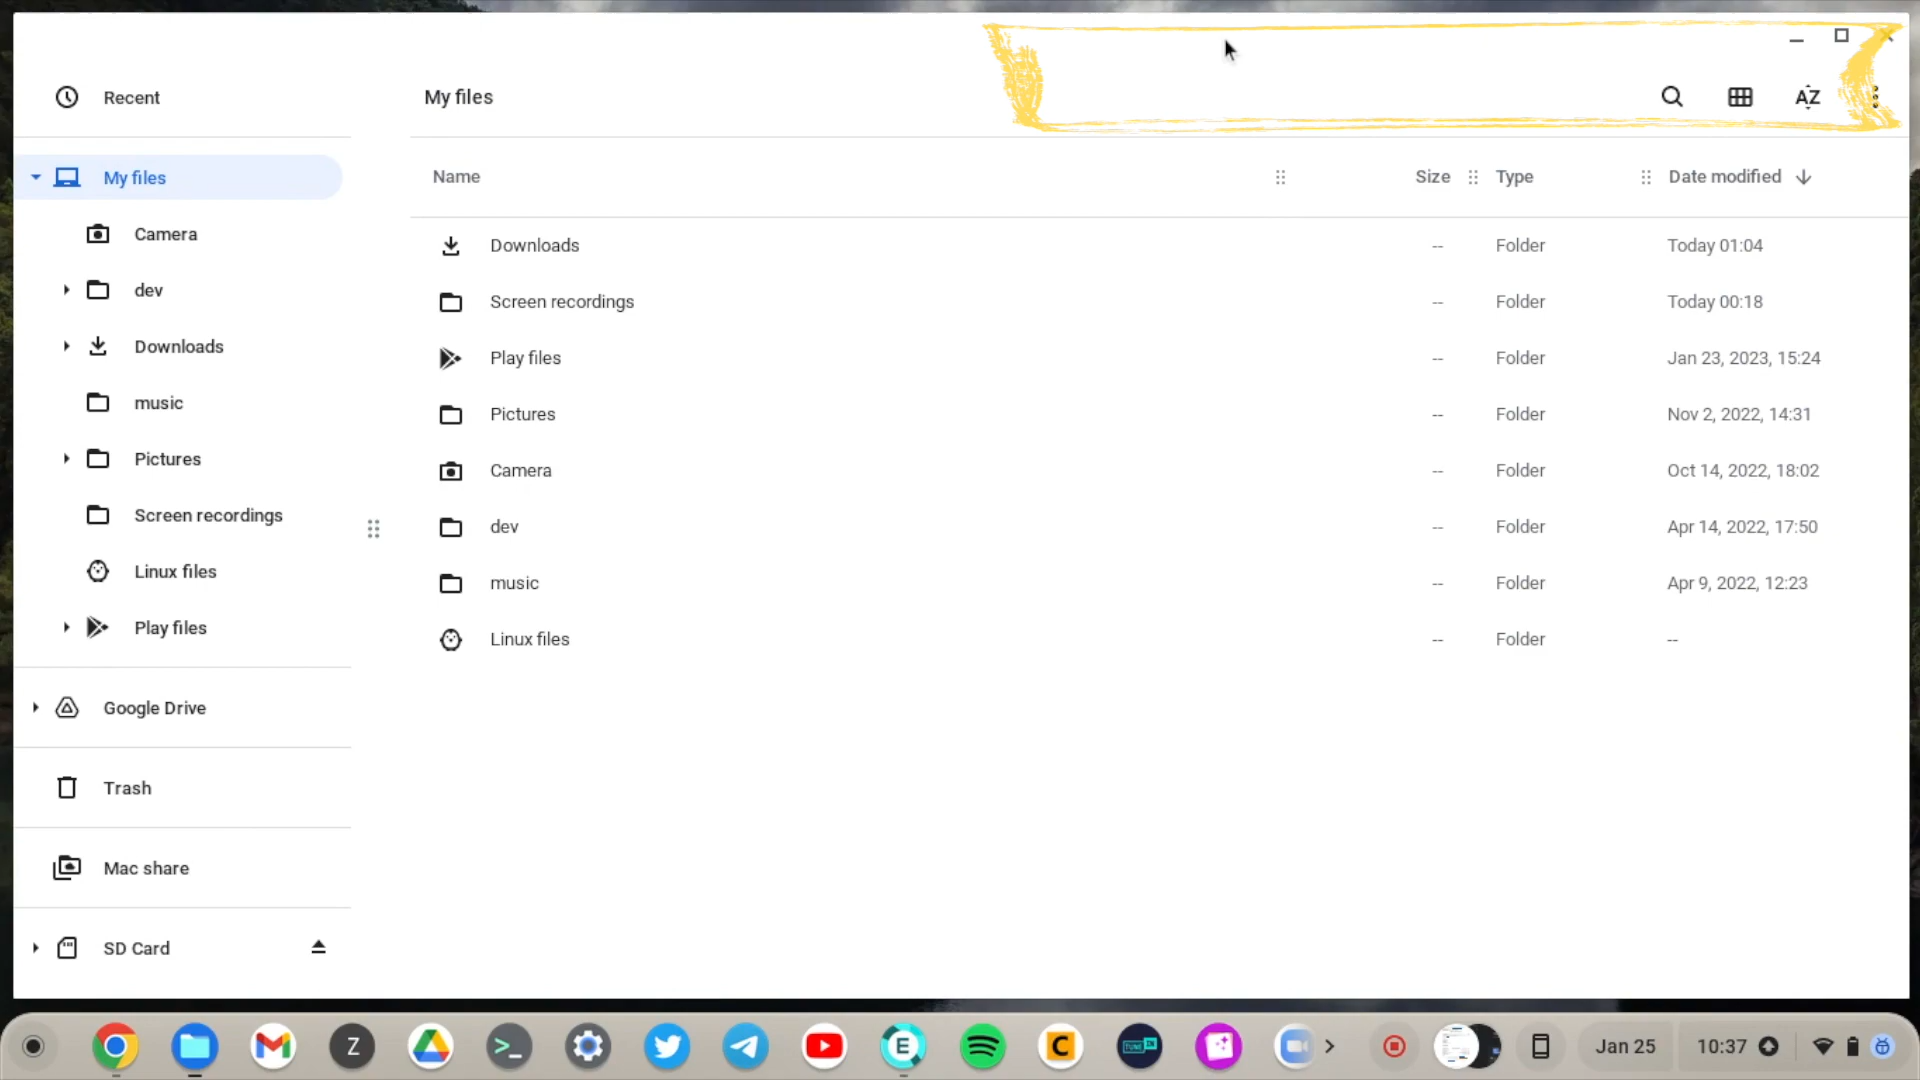 Recent
My files
Camera
dev
Downloads
music
Pictures
Screen recordings
Linux files
Play files
Google Drive
Trash
Mac share
SD Card
My files
AZ
Name Size Type Date modified
Downloads -- Folder Today 01:04
Screen recordings -- Folder Today 00:18
Play files -- Folder Jan 23, 2023, 15:24
Pictures -- Folder Nov 2, 2022, 14:31
Camera -- Folder Oct 14, 2022, 18:02
dev -- Folder Apr 14, 2022, 17:50
music -- Folder Apr 9, 2022, 12:23
Linux files -- Folder --
Z >_ E C TUNE IN Jan 25 10:37